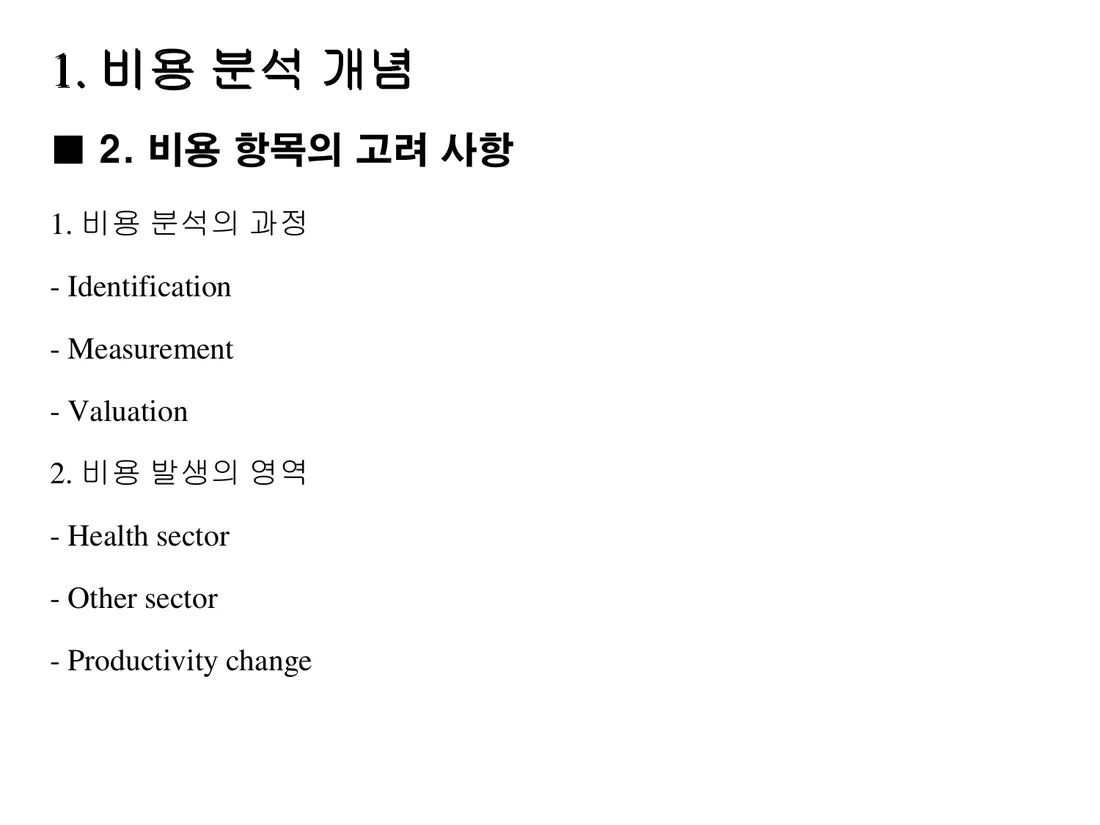 1. 비용 분석 개념
■ 2. 비용 항목의 고려 사항
1. 비용 분석의 과정
- Identification
- Measurement
- Valuation
2. 비용 발생의 영역
- Health sector
- Other sector
- Productivity change